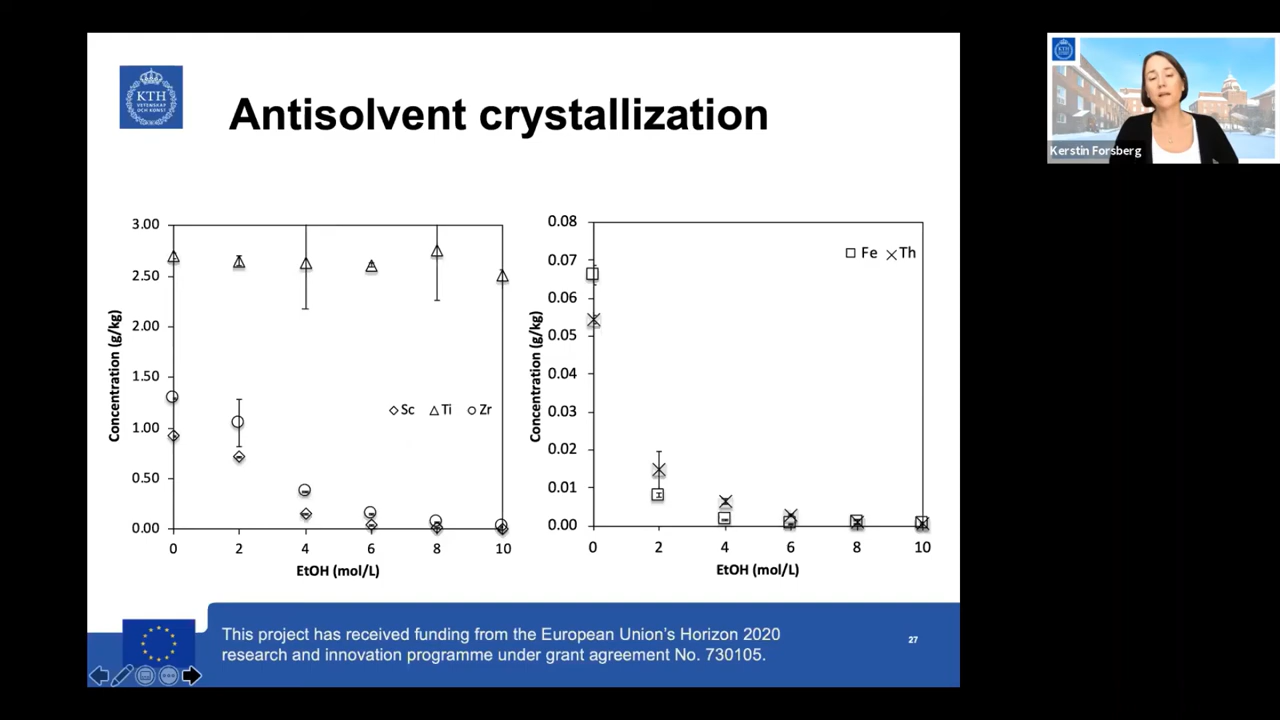 KTH
VETENSKAP
OCH KONST
Antisolvent crystallization
Kerstin Forsberg
3.00
2.50
2.00
1.50
1.00
0.50
0.00
Concentration (g/kg)
Sc Ti Zr
0 2 4 6 8 10
EtOH (mol/L)
0.08
0.07
0.06
0.05
0.04
0.03
0.02
0.01
0.00
Concentration (g/kg)
Fe Th
0 2 4 6 8 10
EtOH (mol/L)
This project has received funding from the European Union's Horizon 2020
research and innovation programme under grant agreement No. 730105.
27